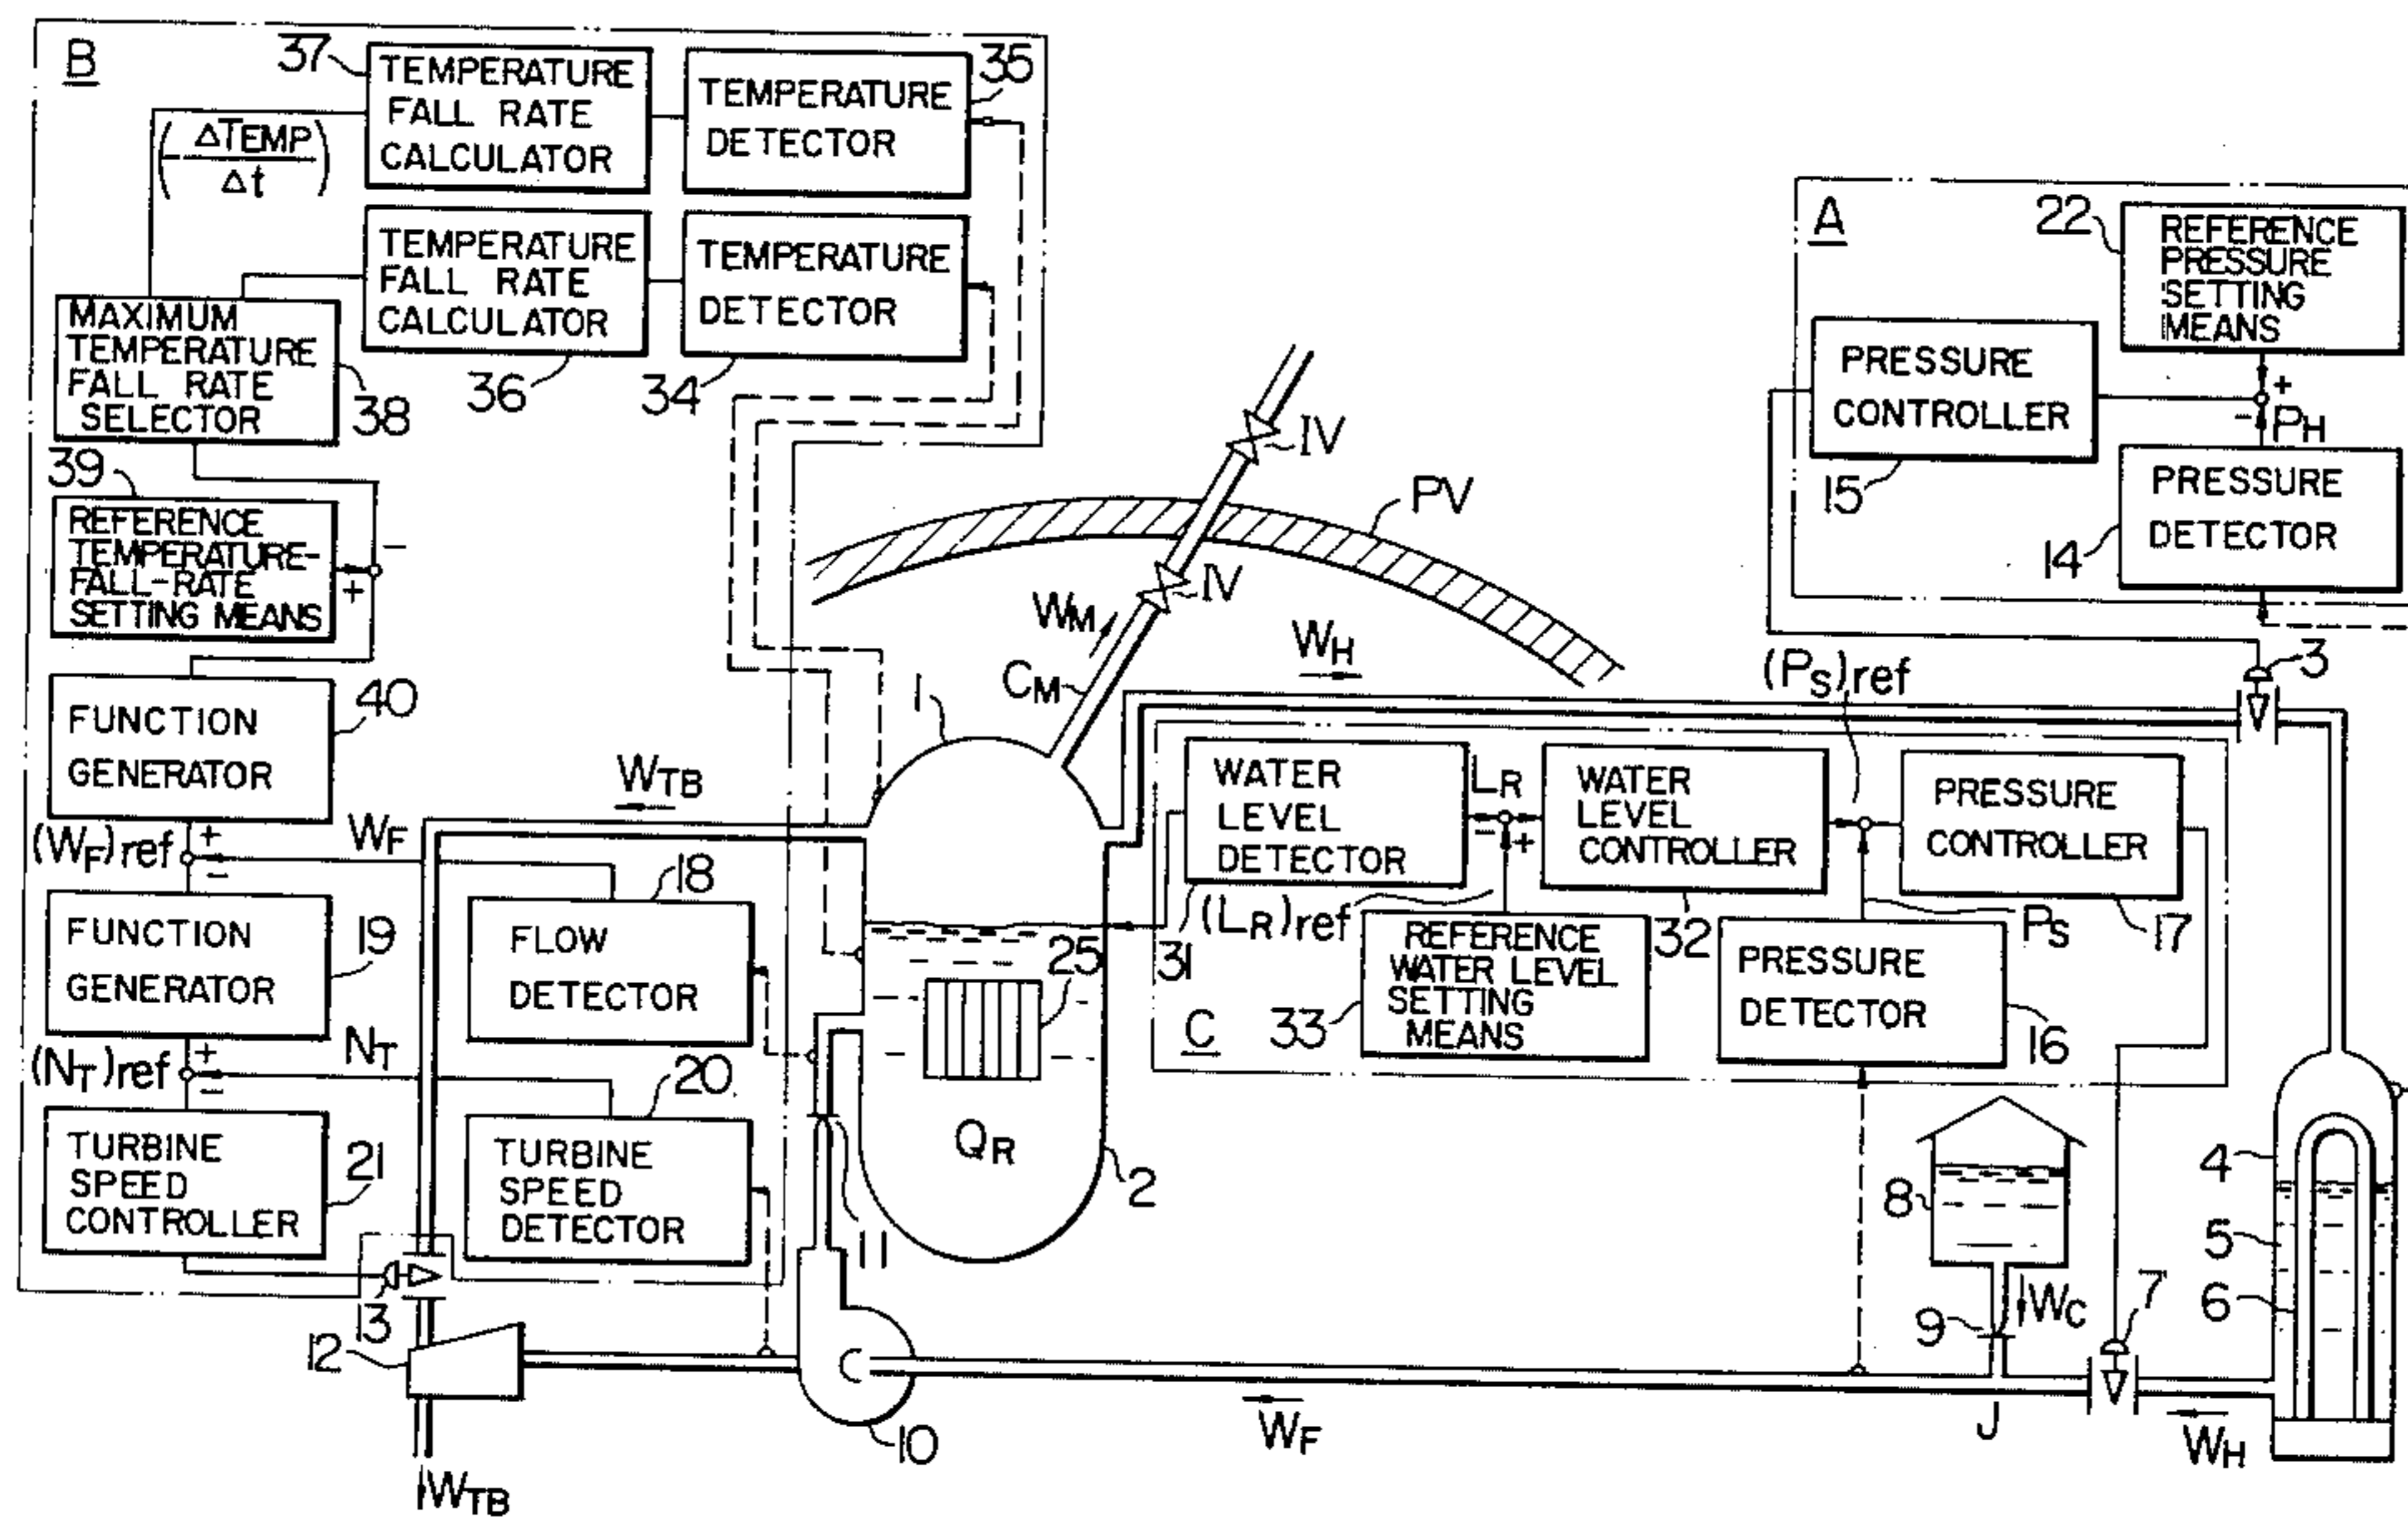 B
37
TEMPERATURE
FALL RATE
CALCULATOR
TEMPERATURE
DETECTOR
35
(-ΔTEMP/Δt)
TEMPERATURE
FALL RATE
CALCULATOR
36
TEMPERATURE
DETECTOR
34
MAXIMUM
TEMPERATURE
FALL RATE
SELECTOR
38
39
REFERENCE
TEMPERATURE-
FALL-RATE
SETTING MEANS
-
+
FUNCTION
GENERATOR
40
(WF)ref
+
-
WF
FUNCTION
GENERATOR
19
FLOW
DETECTOR
18
(NT)ref
+
-
NT
TURBINE
SPEED
CONTROLLER
21
TURBINE
SPEED
DETECTOR
20
13
12
WTB
WTB
A
22
REFERENCE
PRESSURE
SETTING
MEANS
PRESSURE
CONTROLLER
15
+
-
PH
PRESSURE
DETECTOR
14
3
IV
PV
IV
WM
CM
WH
1
(PS)ref
WATER
LEVEL
DETECTOR
31
LR
-
+
WATER
LEVEL
CONTROLLER
32
PRESSURE
CONTROLLER
17
(LR)ref
REFERENCE
WATER LEVEL
SETTING
MEANS
33
PS
PRESSURE
DETECTOR
16
C
25
QR
2
11
10
WF
8
9
WC
J
7
WH
4
5
6